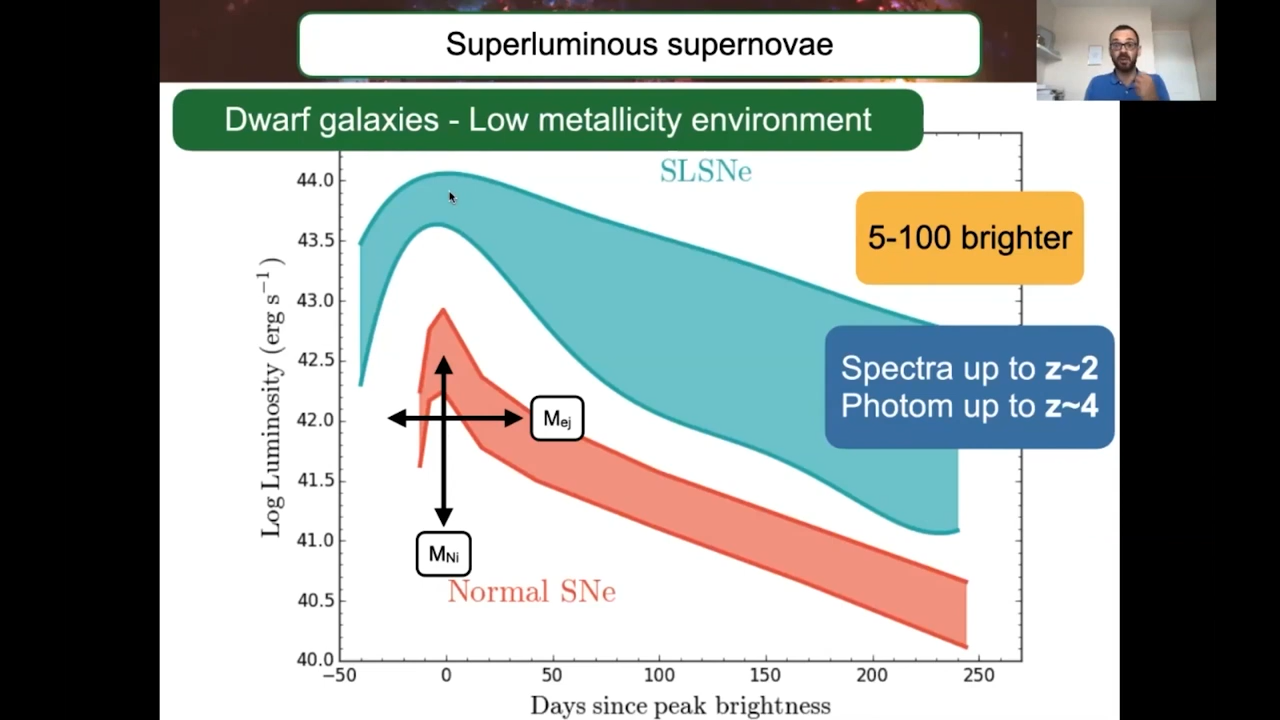 Superluminous supernovae
Dwarf galaxies - Low metallicity environment
SLSNe
5-100 brighter
Spectra up to z~2
Photom up to z~4
Mej
MNi
Normal SNe
Log Luminosity (erg s⁻¹)
44.0
43.5
43.0
42.5
42.0
41.5
41.0
40.5
40.0
−50 0 50 100 150 200 250
Days since peak brightness